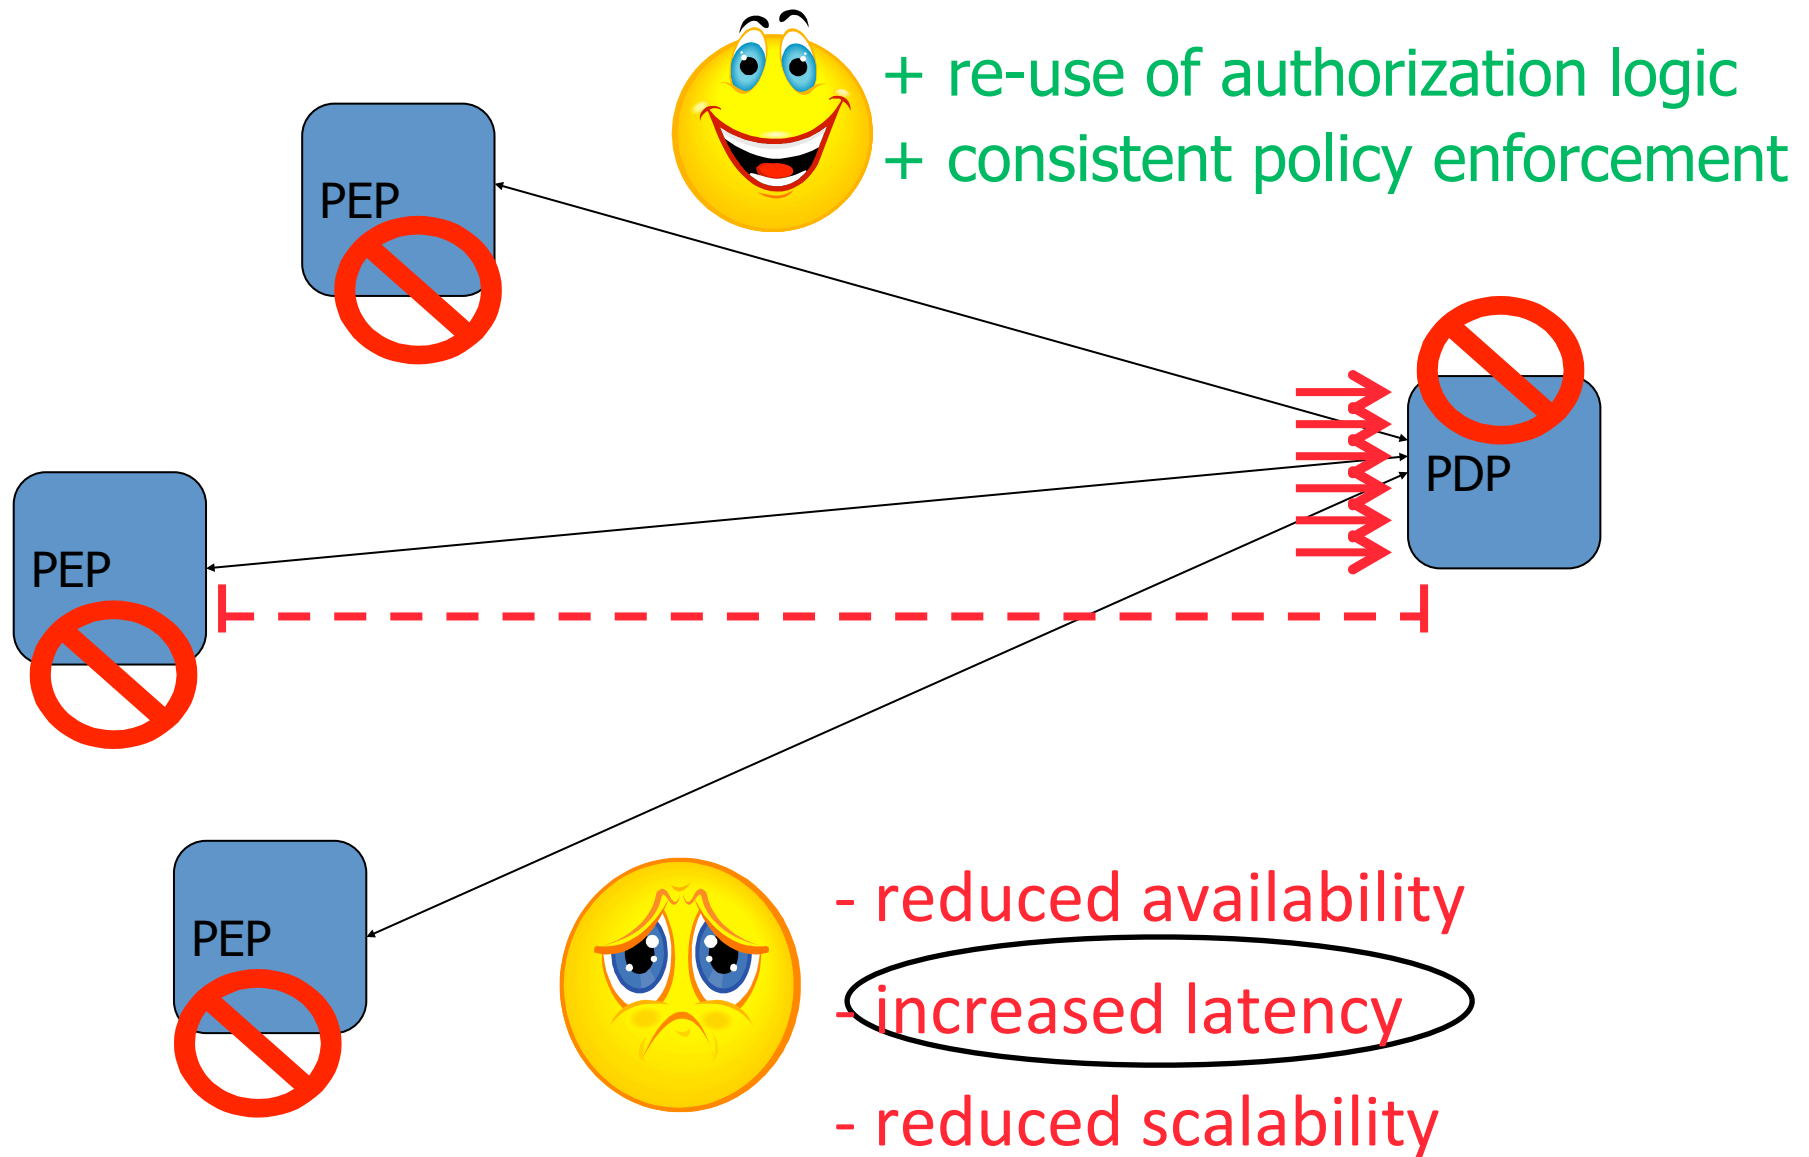 + re-use of authorization logic
+ consistent policy enforcement
PEP
PDP
PEP
PEP
- reduced availability
- increased latency
- reduced scalability